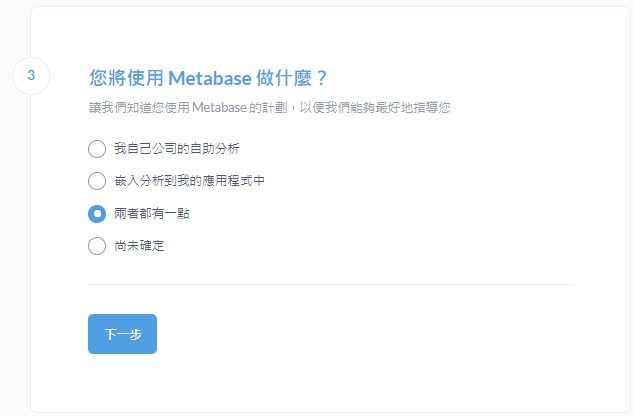 3
您將使用 Metabase 做什麼？
讓我們知道您使用 Metabase 的計劃，以便我們能夠最好地指導您
我自己公司的自助分析
嵌入分析到我的應用程式中
兩者都有一點
尚未確定
下一步